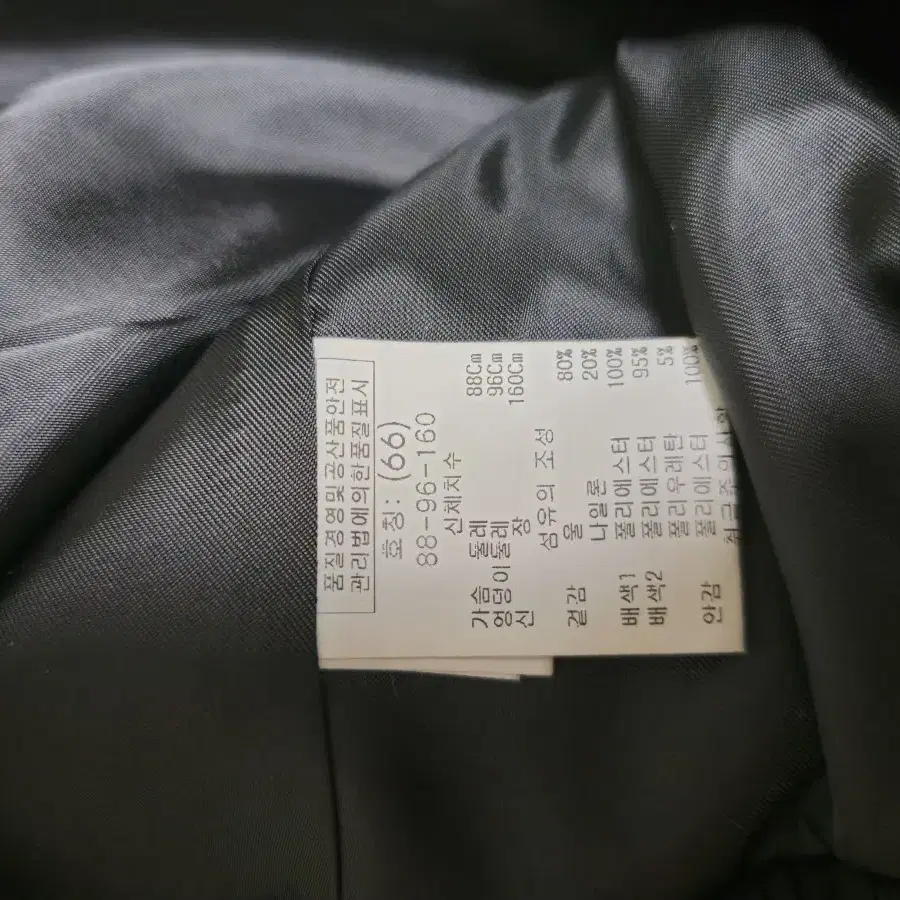 품질경영및공산품안전
관리법에의한품질표시
호칭: (66)
88-96-160
신체치수
가슴둘레 88Cm
엉덩이둘레 96Cm
신장 160Cm
섬유의 조성
겉감 울 80%
나일론 20%
배색1 폴리에스터 100%
배색2 폴리에스터 95%
폴리우레탄 5%
안감 폴리에스터 100%